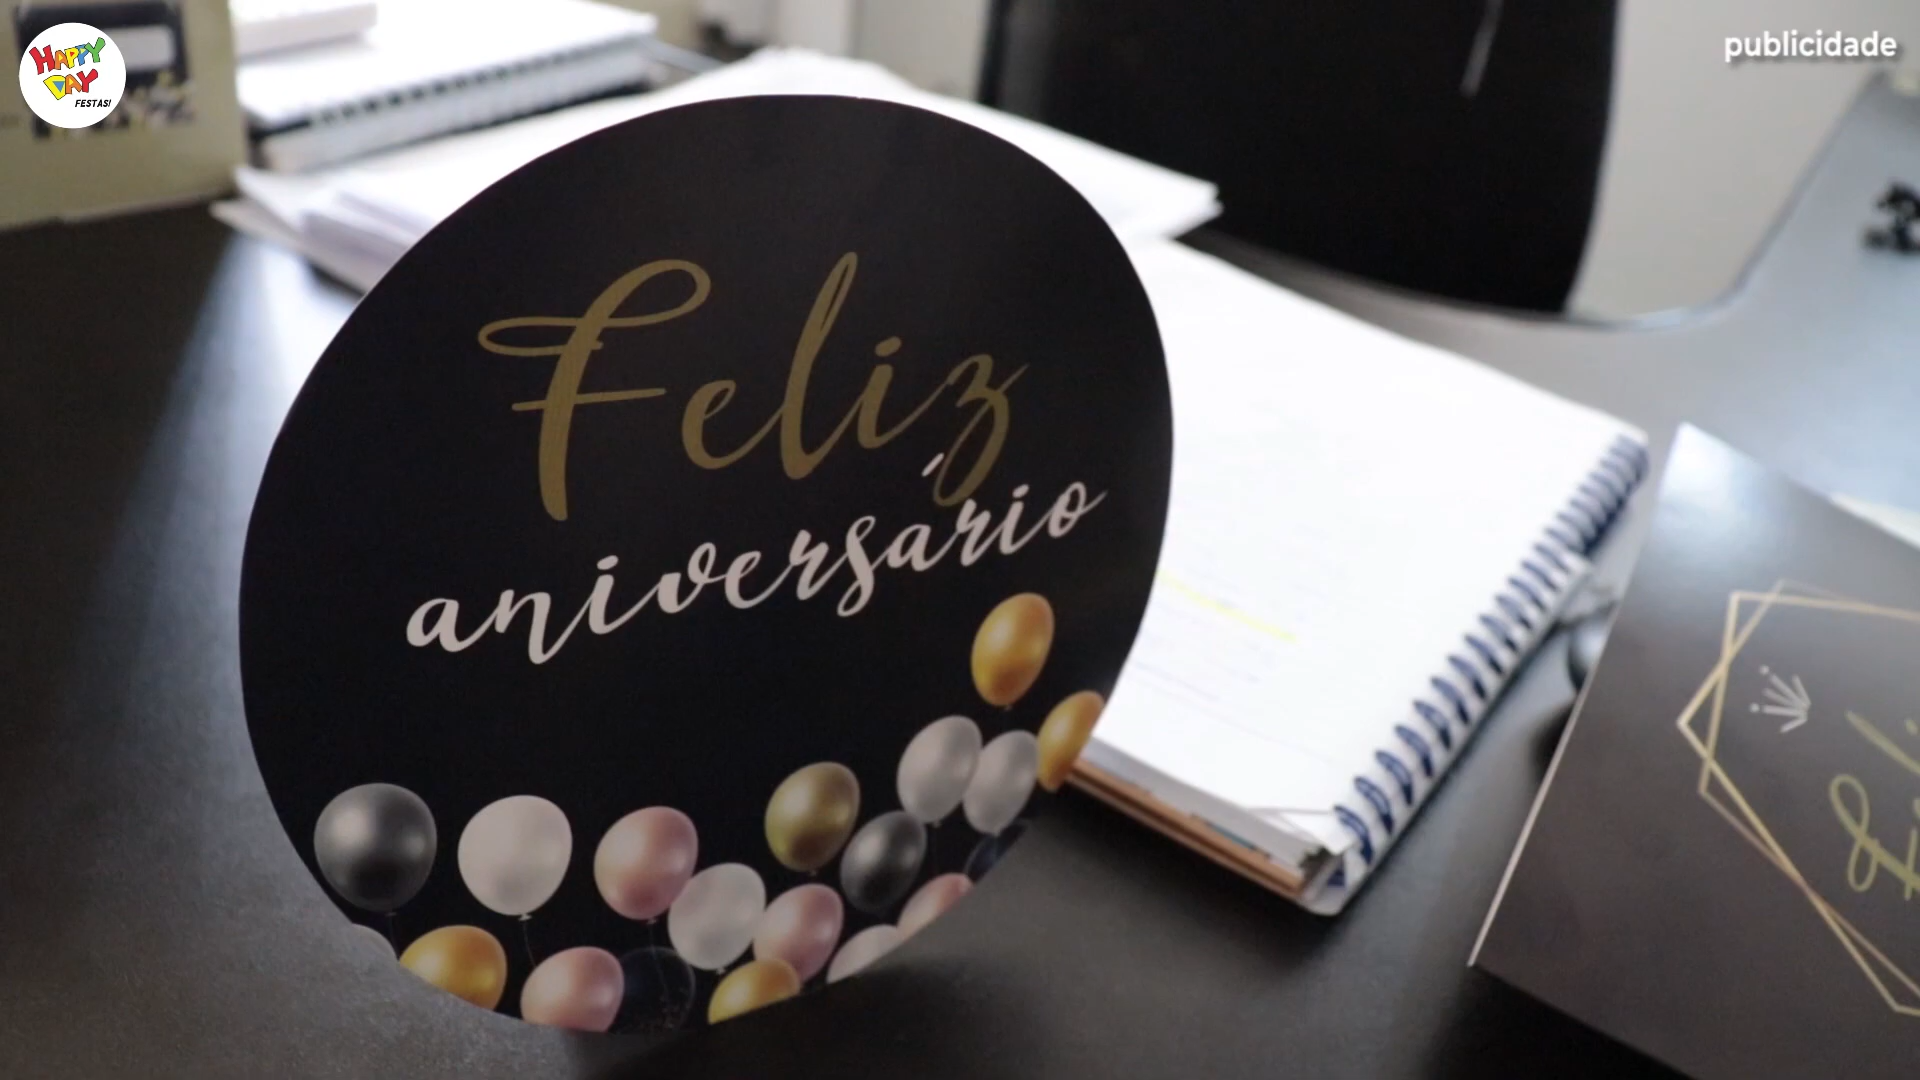 HAPPY
DAY
FESTAS!
publicidade
Feliz
aniversário